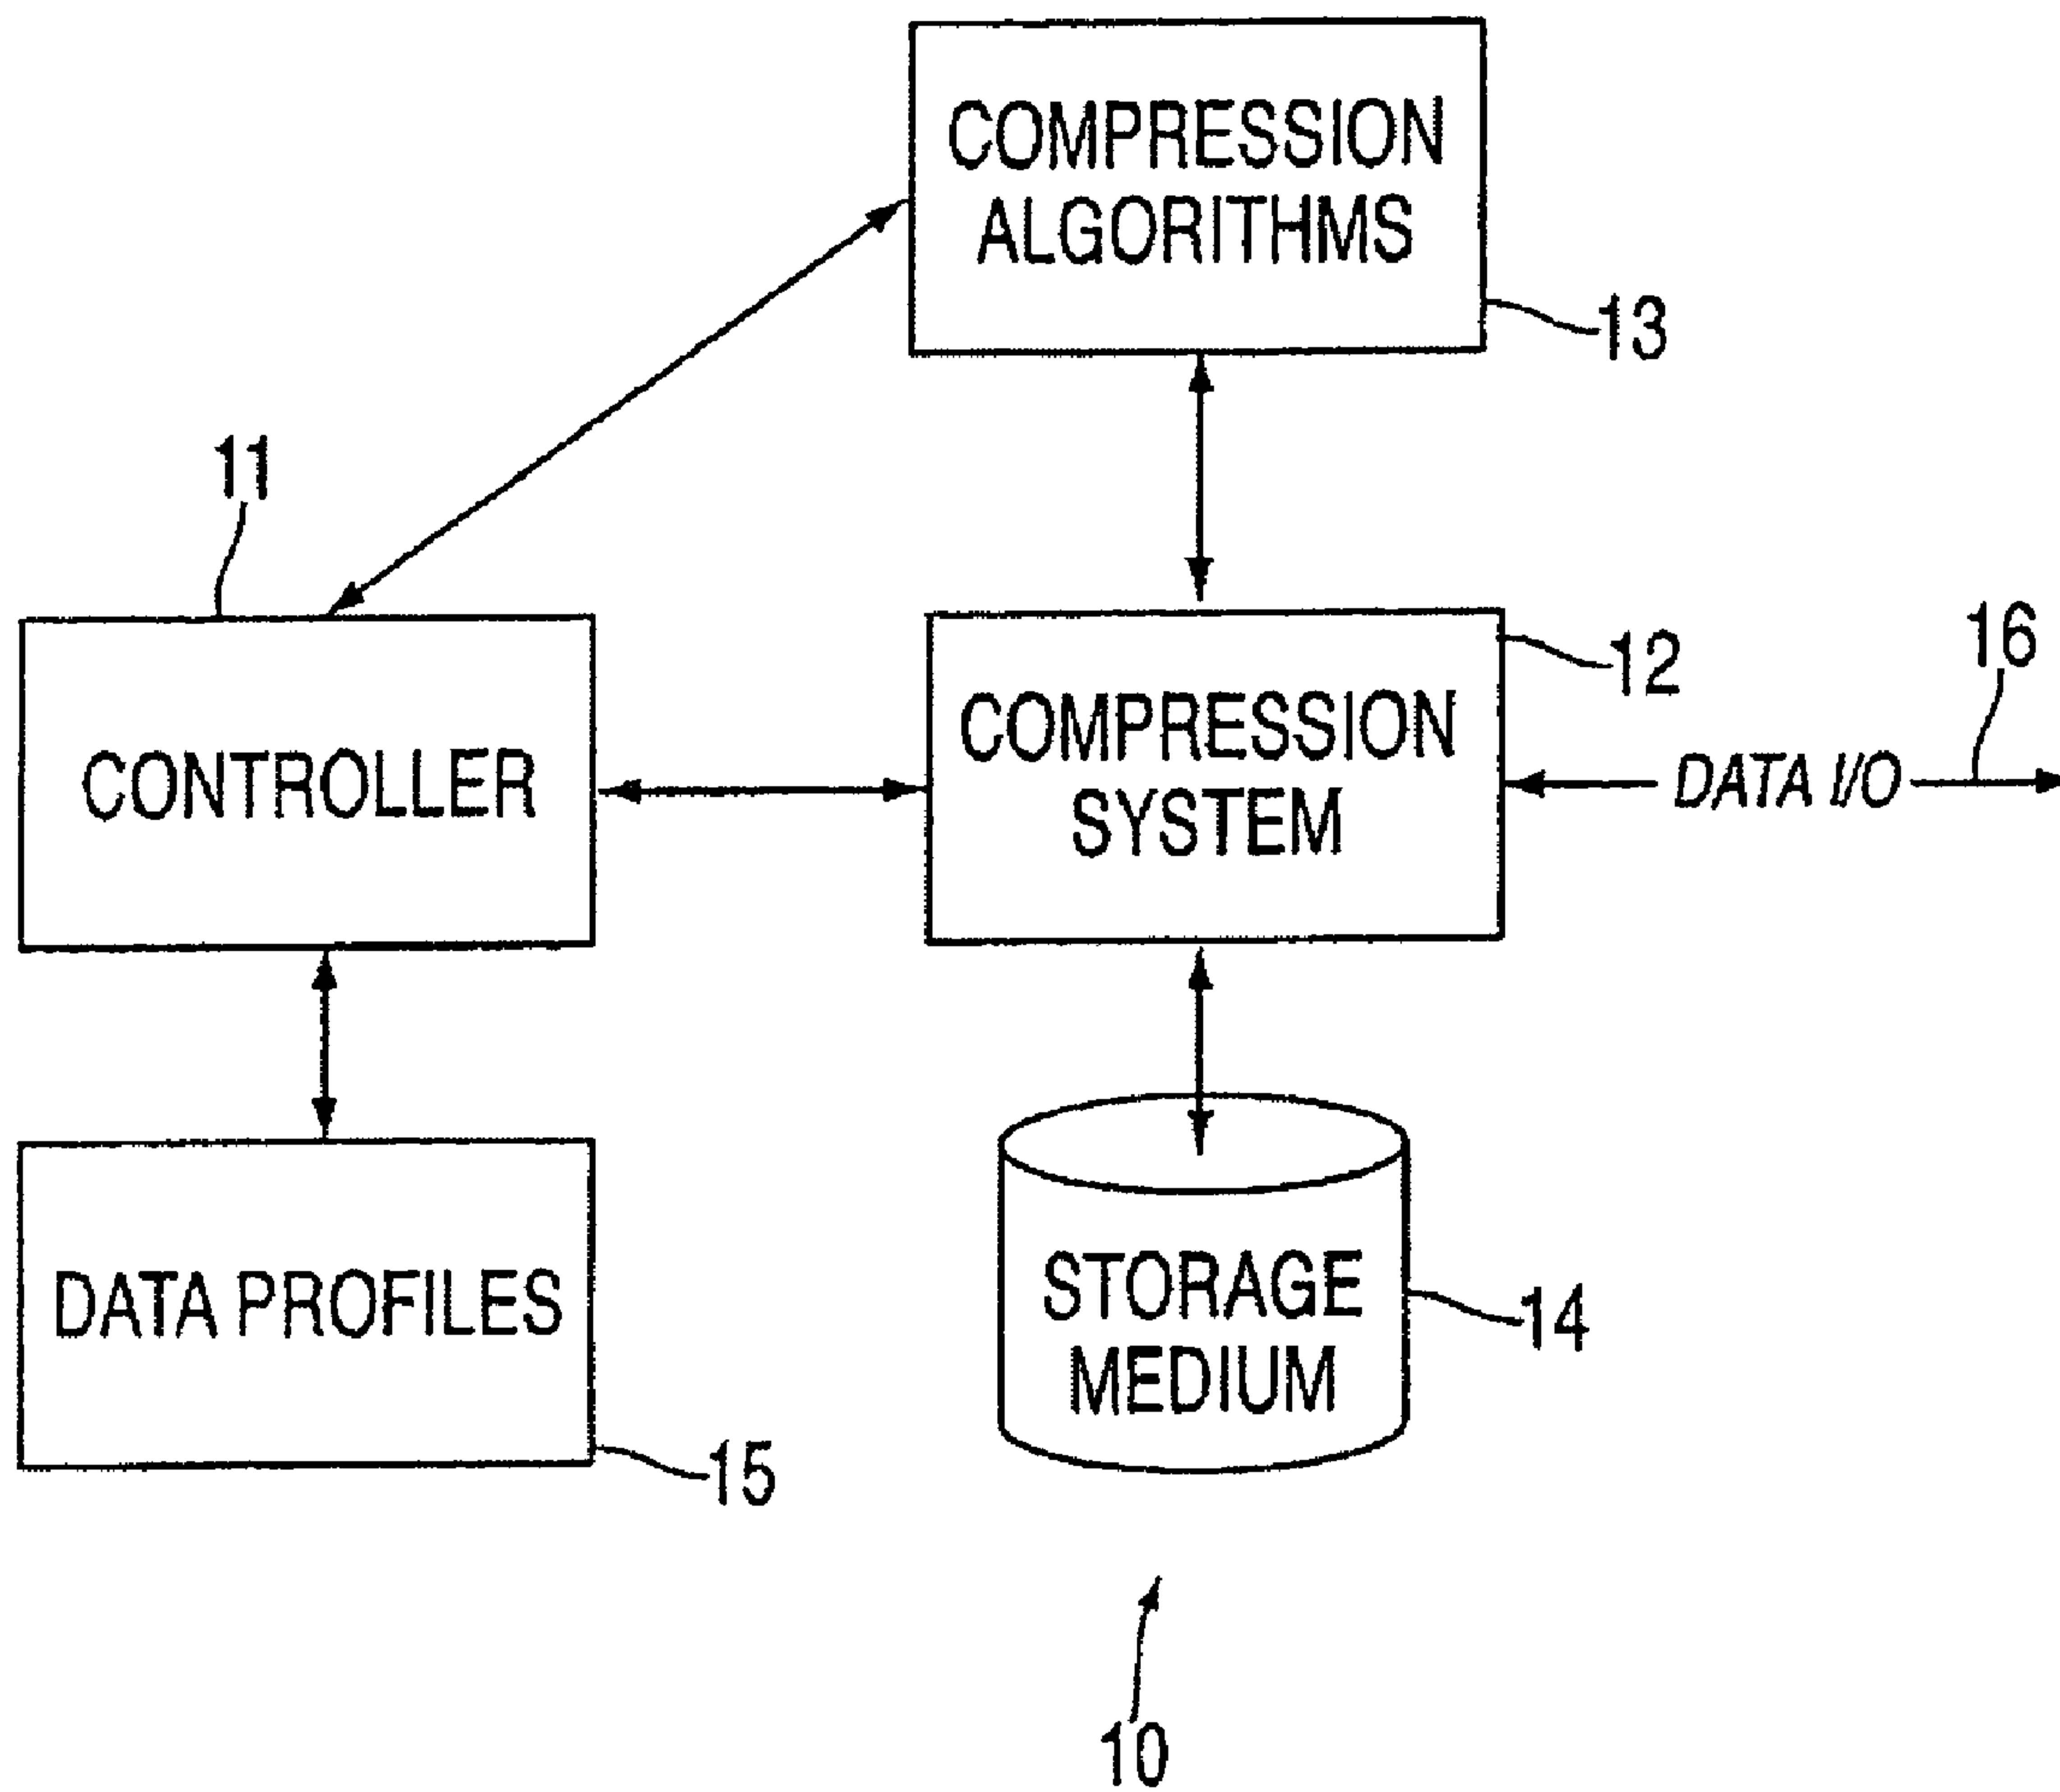 COMPRESSION
ALGORITHMS
13
11
CONTROLLER
COMPRESSION
SYSTEM
12
DATA I/O
16
DATA PROFILES
15
STORAGE
MEDIUM
14
10